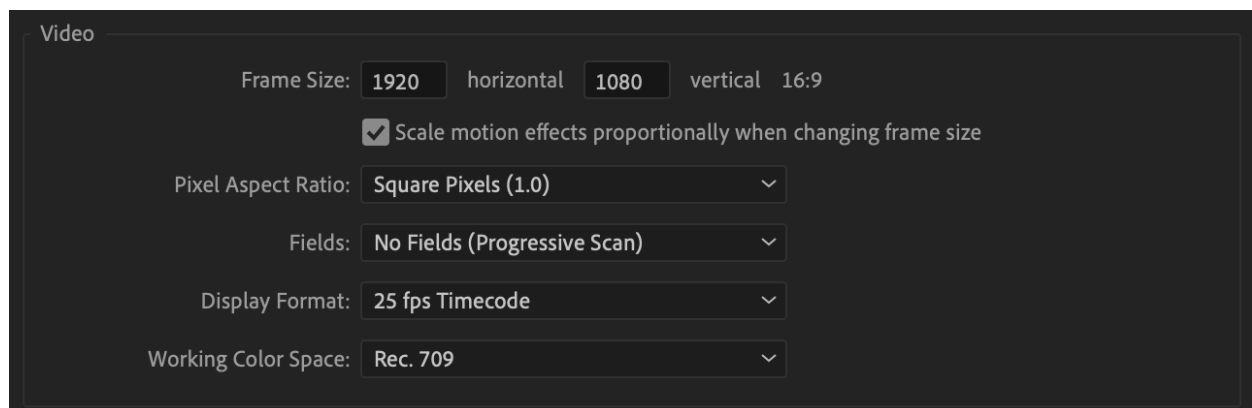 Video
Frame Size: 1920 horizontal 1080 vertical 16:9
Scale motion effects proportionally when changing frame size
Pixel Aspect Ratio: Square Pixels (1.0)
Fields: No Fields (Progressive Scan)
Display Format: 25 fps Timecode
Working Color Space: Rec. 709